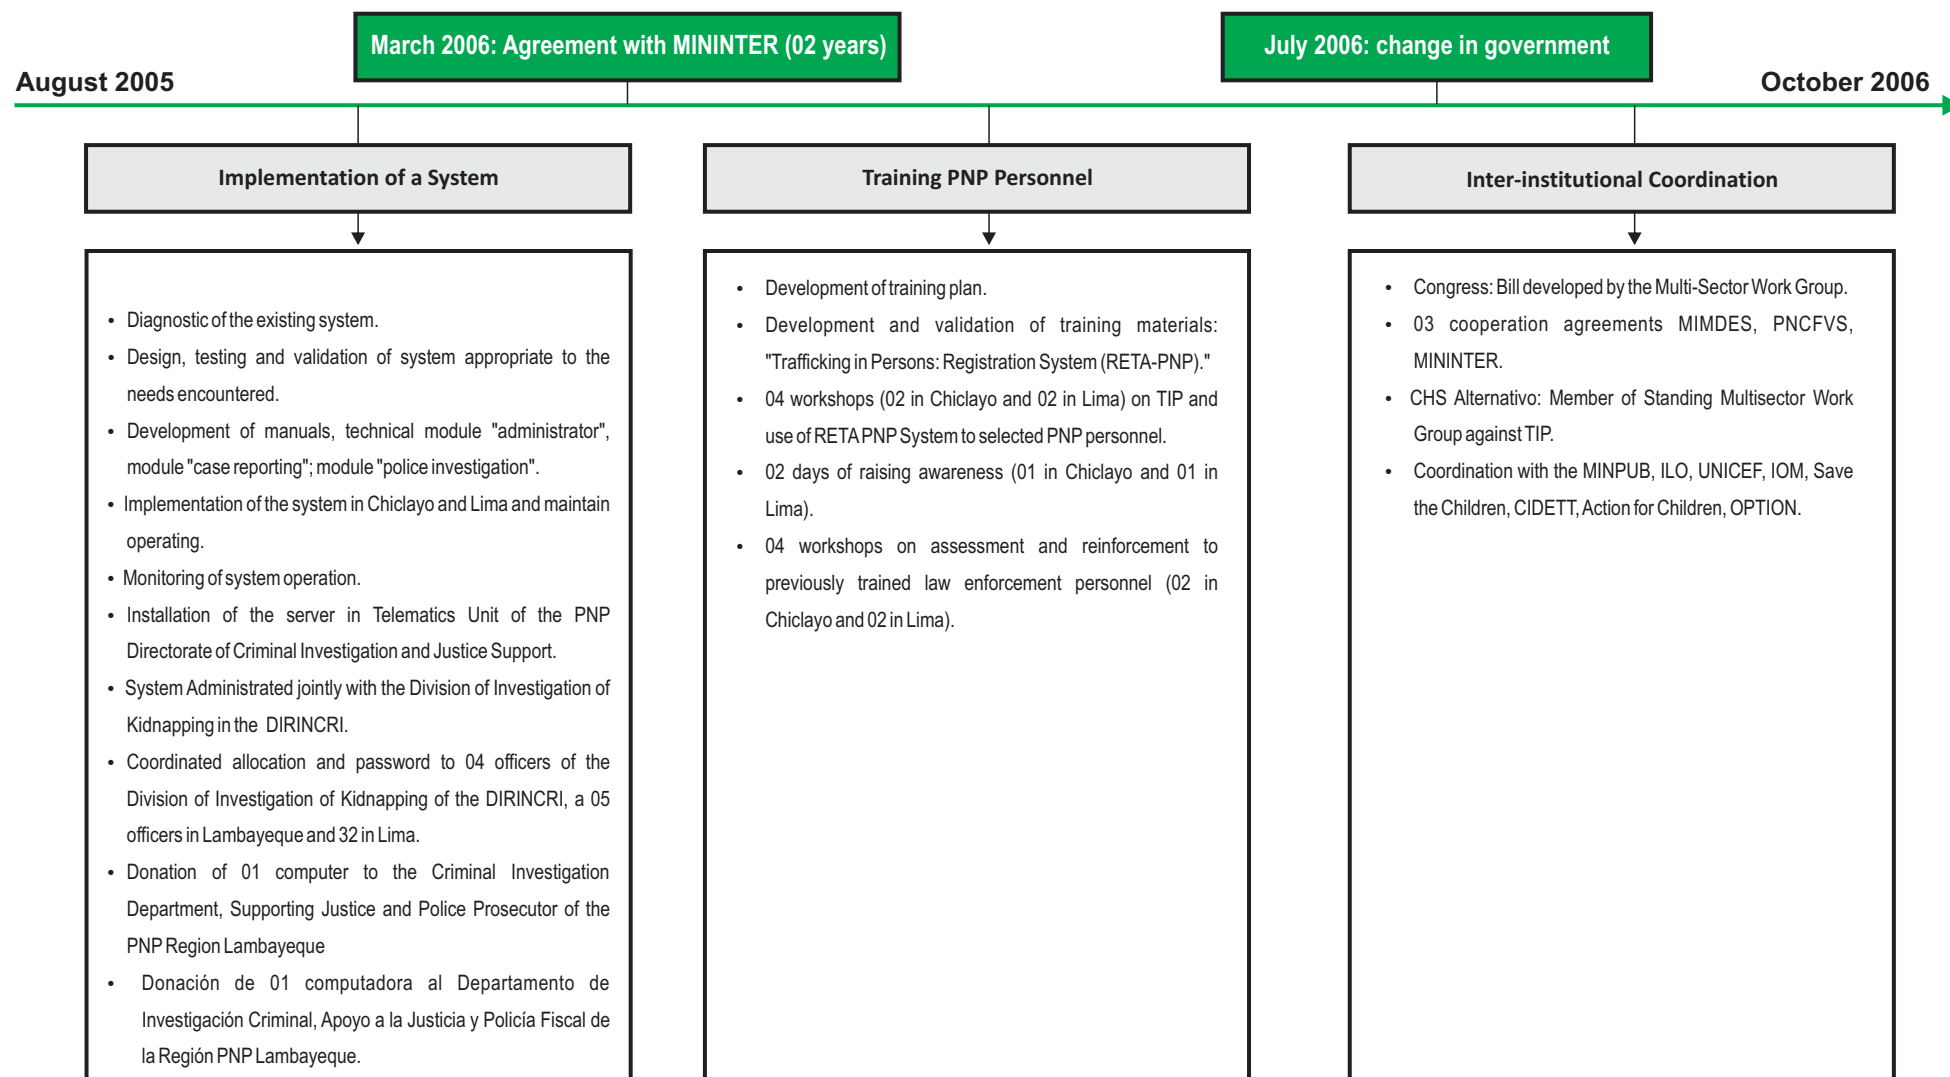 March 2006: Agreement with MININTER (02 years)
July 2006: change in government
August 2005
October 2006
Implementation of a System
• Diagnostic of the existing system.
• Design, testing and validation of system appropriate to the
needs encountered.
• Development of manuals, technical module "administrator",
module "case reporting"; module "police investigation".
• Implementation of the system in Chiclayo and Lima and maintain
operating.
• Monitoring of system operation.
• Installation of the server in Telematics Unit of the PNP
Directorate of Criminal Investigation and Justice Support.
• System Administrated jointly with the Division of Investigation of
Kidnapping in the DIRINCRI.
• Coordinated allocation and password to 04 officers of the
Division of Investigation of Kidnapping of the DIRINCRI, a 05
officers in Lambayeque and 32 in Lima.
• Donation of 01 computer to the Criminal Investigation
Department, Supporting Justice and Police Prosecutor of the
PNP Region Lambayeque
• Donación de 01 computadora al Departamento de
Investigación Criminal, Apoyo a la Justicia y Policía Fiscal de
la Región PNP Lambayeque.
Training PNP Personnel
• Development of training plan.
• Development and validation of training materials:
"Trafficking in Persons: Registration System (RETA-PNP)."
• 04 workshops (02 in Chiclayo and 02 in Lima) on TIP and
use of RETA PNP System to selected PNP personnel.
• 02 days of raising awareness (01 in Chiclayo and 01 in
Lima).
• 04 workshops on assessment and reinforcement to
previously trained law enforcement personnel (02 in
Chiclayo and 02 in Lima).
Inter-institutional Coordination
• Congress: Bill developed by the Multi-Sector Work Group.
• 03 cooperation agreements MIMDES, PNCFVS,
MININTER.
• CHS Alternativo: Member of Standing Multisector Work
Group against TIP.
• Coordination with the MINPUB, ILO, UNICEF, IOM, Save
the Children, CIDETT, Action for Children, OPTION.